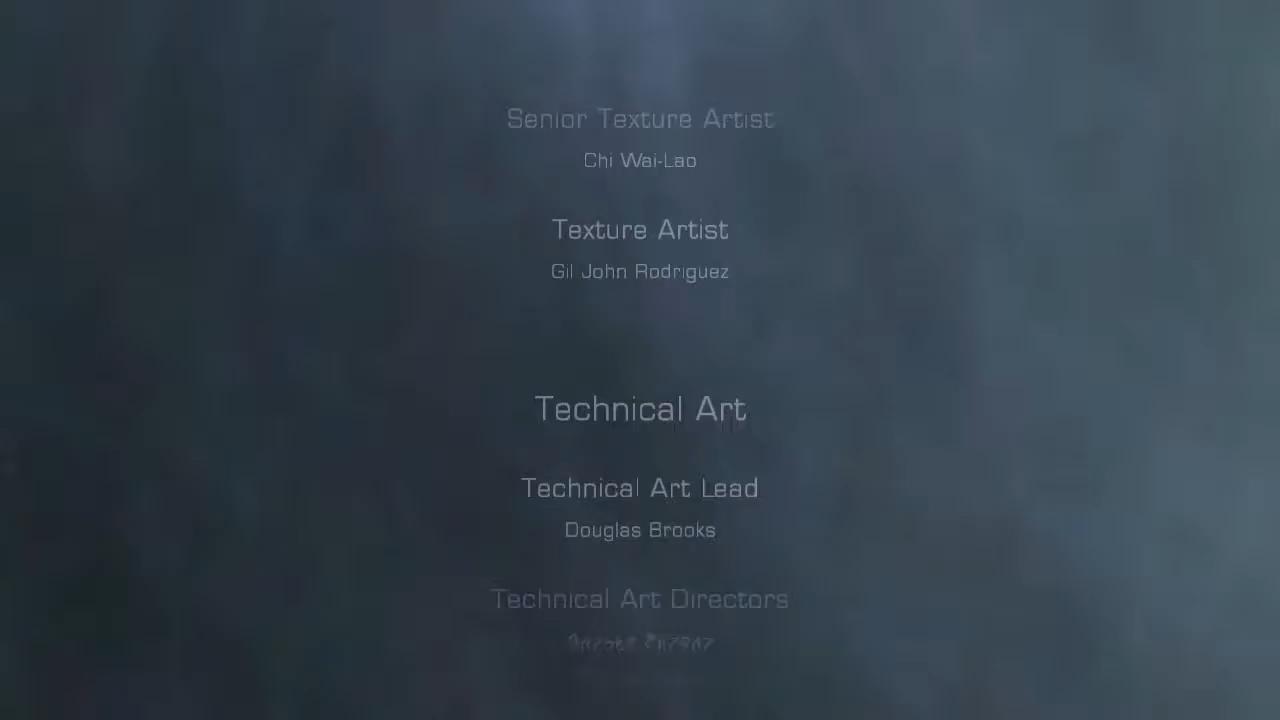 Senior Texture Artist
Chi Wai-Lao
Texture Artist
Gil John Rodriguez
Technical Art
Technical Art Lead
Douglas Brooks
Technical Art Directors